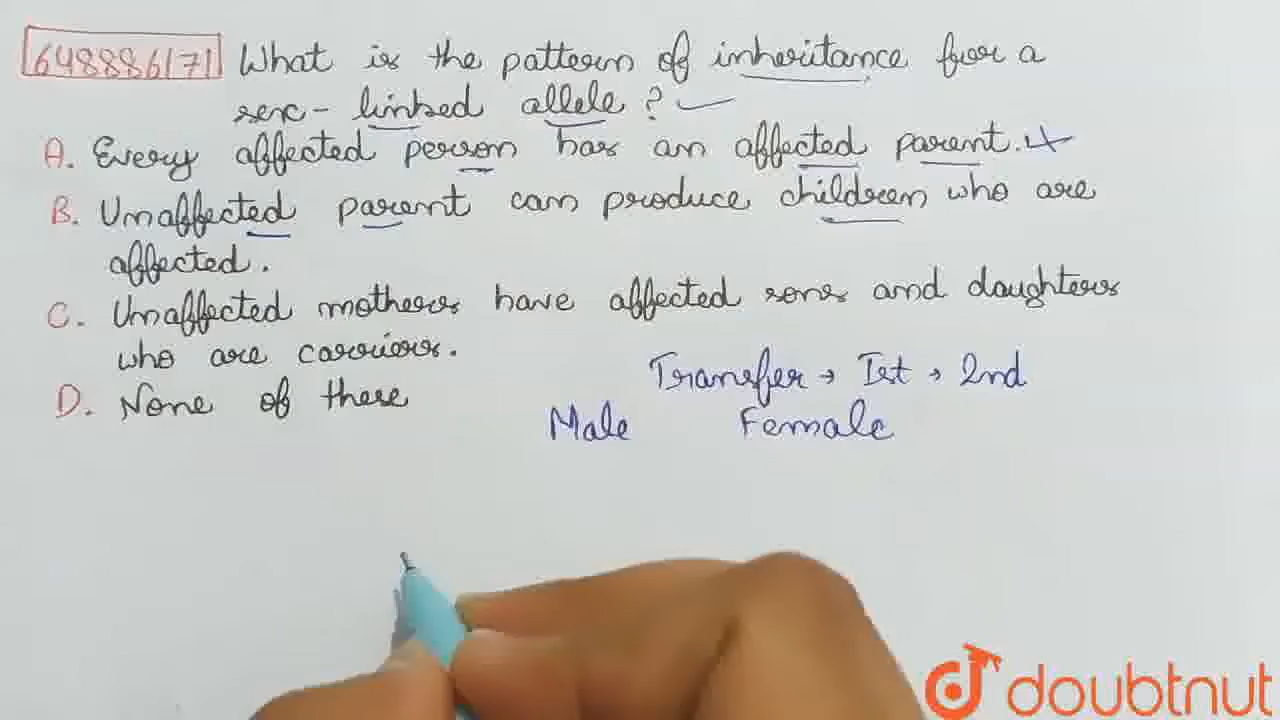 648886171 What is the pattern of inheritance for a
sex-linked allele?
A. Every affected person has an affected parent.
B. Unaffected parent can produce children who are
affected.
C. Unaffected mothers have affected sons and daughters
who are carriers.
D. None of these
Transfer → Ist → 2nd
Male Female
doubtnut